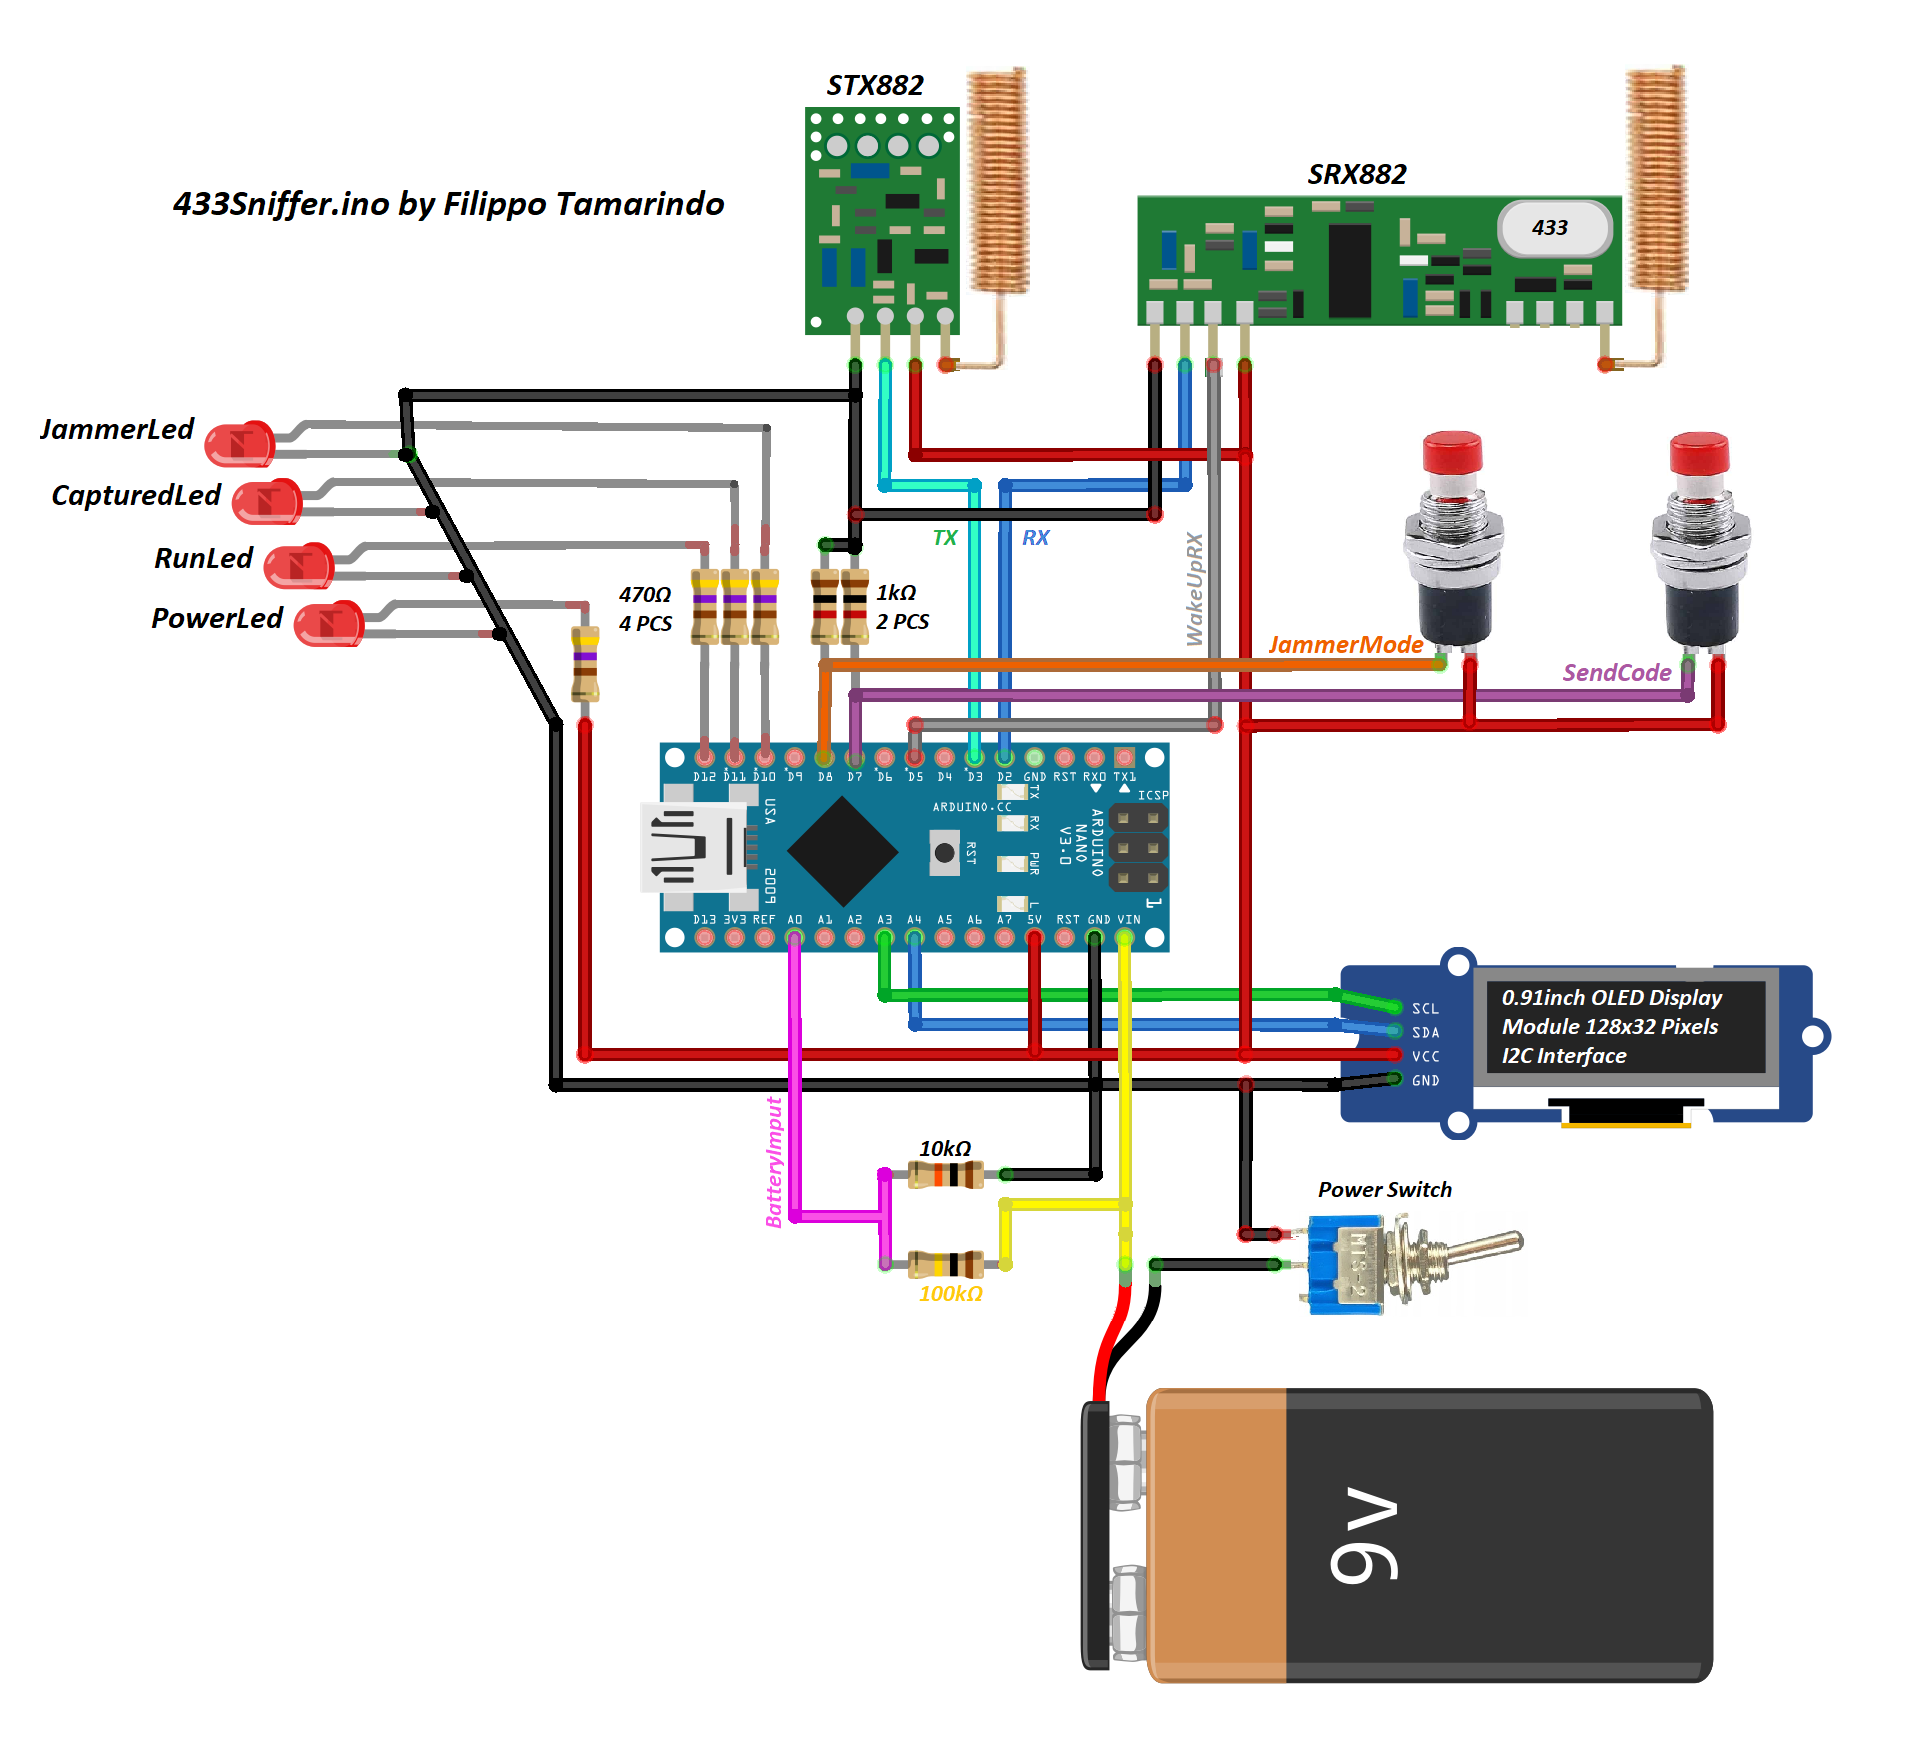 STX882
SRX882
433Sniffer.ino by Filippo Tamarindo
433
JammerLed
CapturedLed
RunLed
PowerLed
470Ω
4 PCS
1kΩ
2 PCS
TX
RX
WakeUpRX
JammerMode
SendCode
D12 D11 D10 D9 D8 D7 D6 D5 D4 D3 D2 GND RST RX0 TX1
ICSP
ARDUINO.CC
TX
RX
PWR
L
RST
ARDUINO
NANO
V3.0
USA
2009
1
D13 3V3 REF A0 A1 A2 A3 A4 A5 A6 A7 5V RST GND VIN
SCL
SDA
VCC
GND
0.91inch OLED Display
Module 128x32 Pixels
I2C Interface
BatteryImput
10kΩ
100kΩ
Power Switch
MTS-2
9v